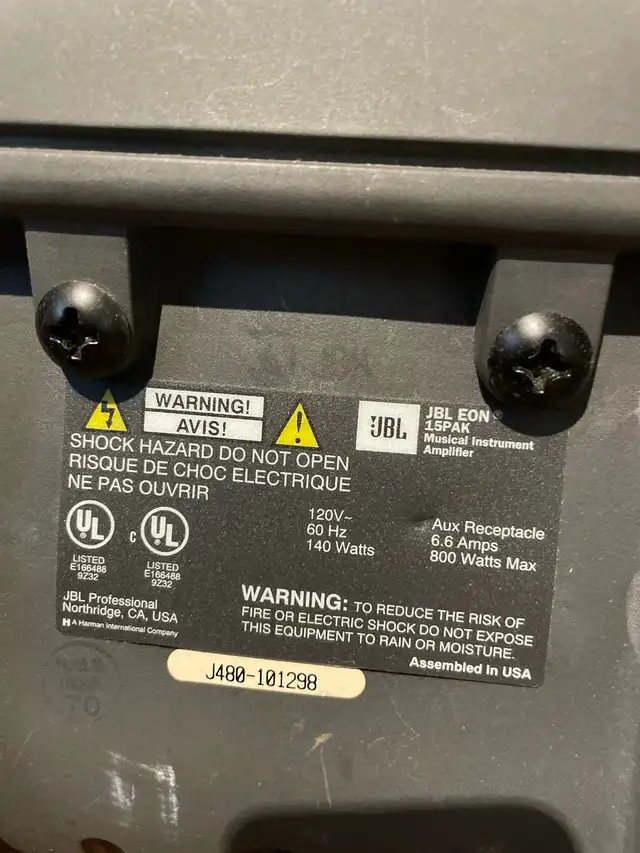 WARNING!
AVIS!
SHOCK HAZARD DO NOT OPEN
RISQUE DE CHOC ELECTRIQUE
NE PAS OUVRIR
JBL
JBL EON®
15PAK
Musical Instrument
Amplifier
UL
LISTED
E166488
9Z32
C UL
LISTED
E166488
9Z32
120V~
60 Hz
140 Watts
Aux Receptacle
6.6 Amps
800 Watts Max
JBL Professional
Northridge, CA, USA
H A Harman International Company
WARNING: TO REDUCE THE RISK OF
FIRE OR ELECTRIC SHOCK DO NOT EXPOSE
THIS EQUIPMENT TO RAIN OR MOISTURE.
Assembled In USA
J480-101298
70